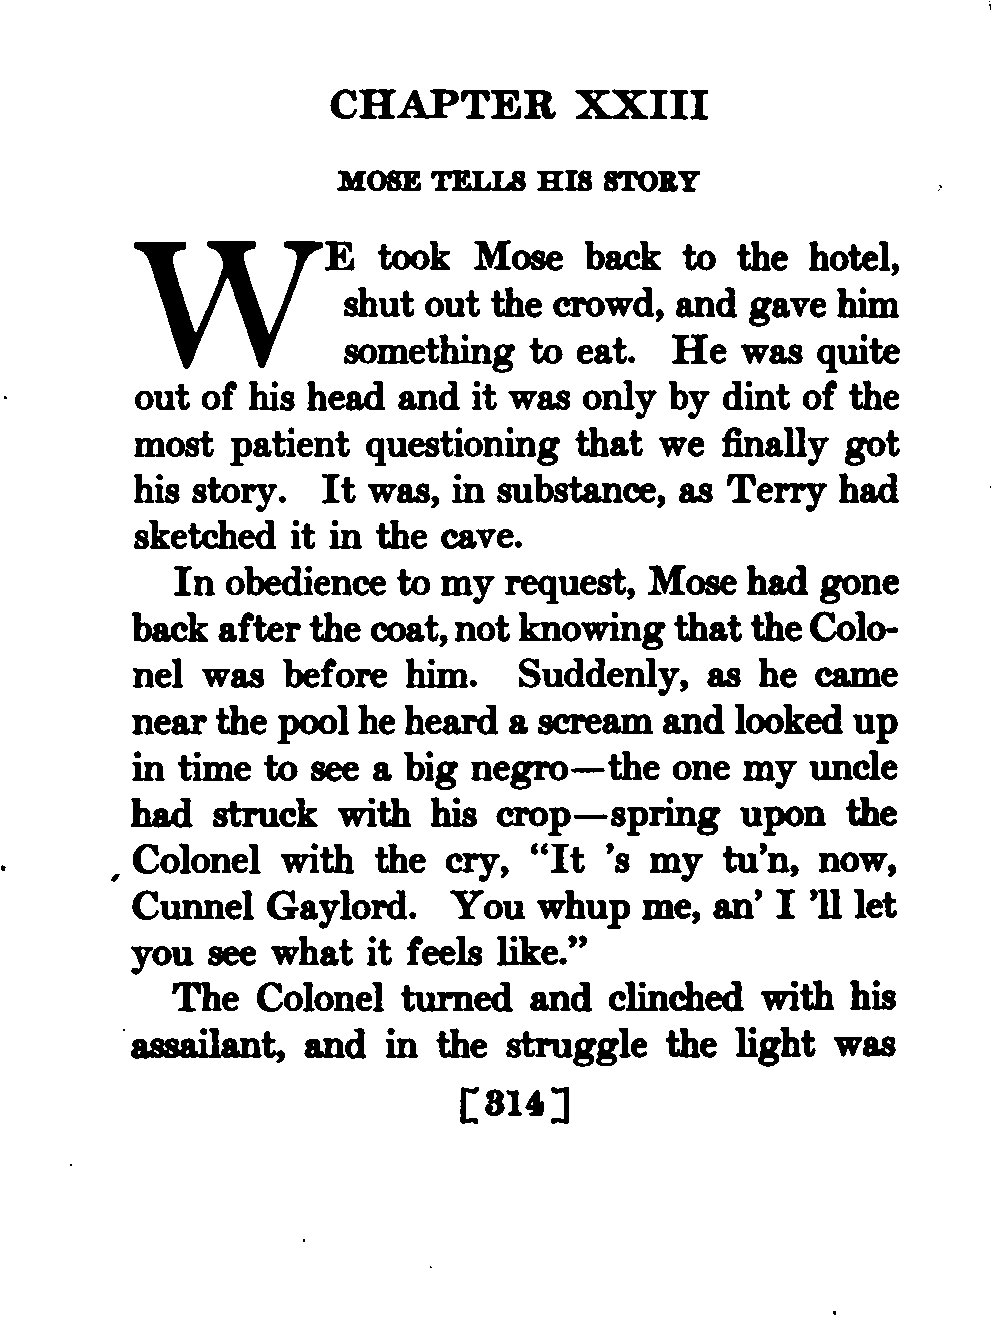 CHAPTER XXIII
MOSE TELLS HIS STORY
WE took Mose back to the hotel,
shut out the crowd, and gave him
something to eat. He was quite
out of his head and it was only by dint of the
most patient questioning that we finally got
his story. It was, in substance, as Terry had
sketched it in the cave.
In obedience to my request, Mose had gone
back after the coat, not knowing that the Colo-
nel was before him. Suddenly, as he came
near the pool he heard a scream and looked up
in time to see a big negro—the one my uncle
had struck with his crop—spring upon the
Colonel with the cry, “It 's my tu’n, now,
Cunnel Gaylord. You whup me, an’ I ’ll let
you see what it feels like.”
The Colonel turned and clinched with his
assailant, and in the struggle the light was
[314]